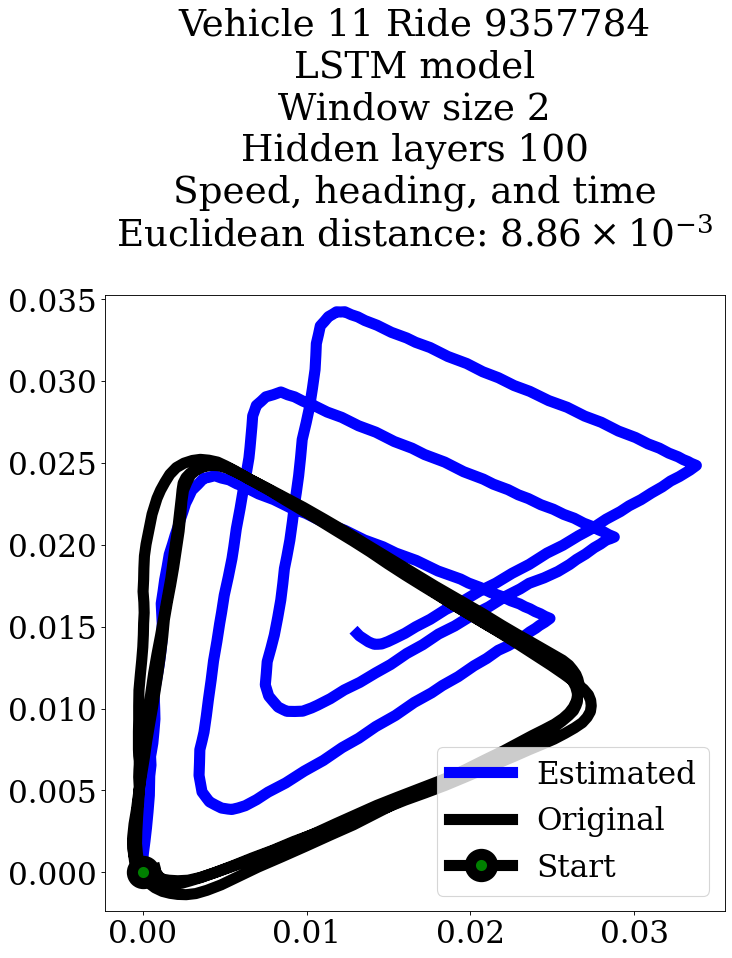 Vehicle 11 Ride 9357784
LSTM model
Window size 2
Hidden layers 100
Speed, heading, and time
Euclidean distance: 8.86 × 10⁻³
0.035
0.030
0.025
0.020
0.015
0.010
0.005
0.000
Estimated
Original
Start
0.00 0.01 0.02 0.03